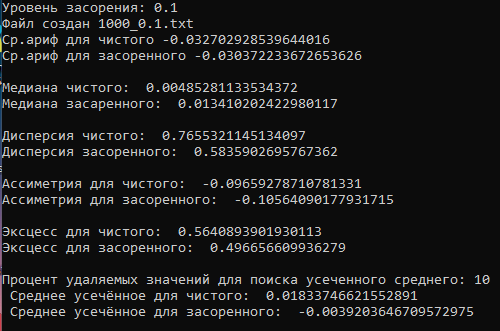 Уровень засорения: 0.1
Файл создан 1000_0.1.txt
Ср.ариф для чистого -0.032702928539644016
Ср.ариф для засоренного -0.030372233672653626
Медиана чистого:  0.00485281133534372
Медиана засаренного:  0.013410202422980117
Дисперсия чистого:  0.7655321145134097
Дисперсия засоренного:  0.5835902695767362
Ассиметрия для чистого:  -0.09659278710781331
Ассиметрия для засоренного:  -0.10564090177931715
Эксцесс для чистого:  0.5640893901930113
Эксцесс для засоренного:  0.496656609936279
Процент удаляемых значений для поиска усеченного среднего: 10
Среднее усечённое для чистого:  0.01833746621552891
Среднее усечённое для засоренного:  -0.0039203646709572975